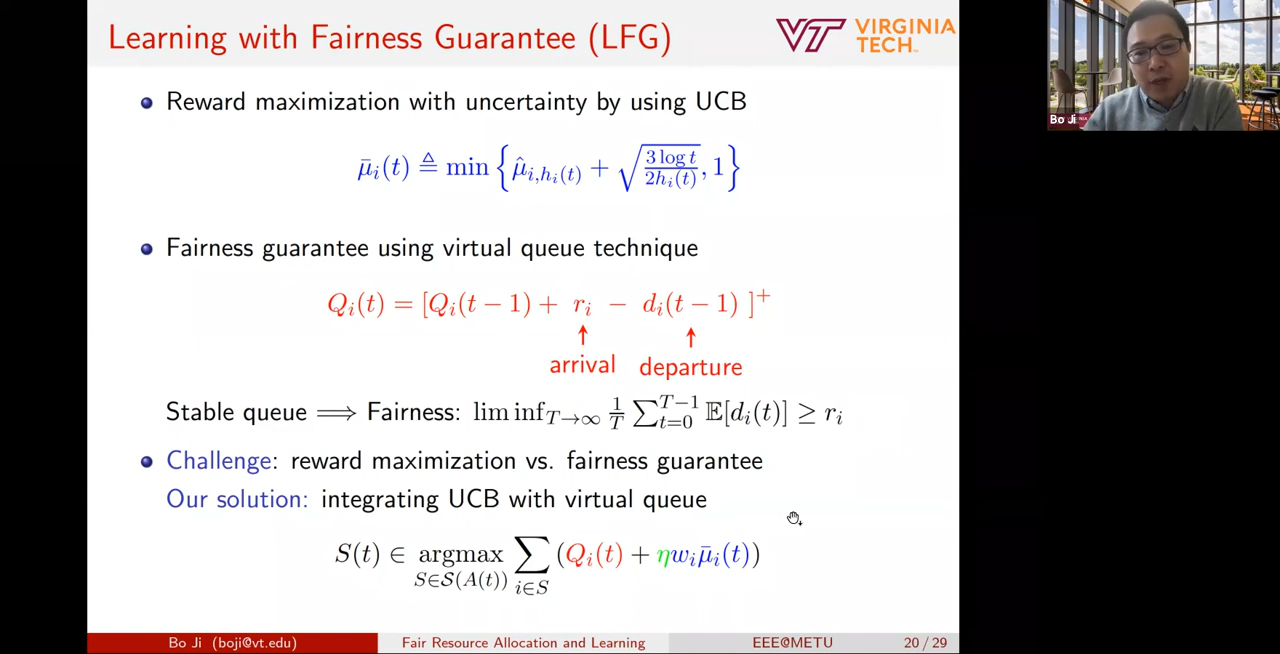 Learning with Fairness Guarantee (LFG)
VT VIRGINIA TECH.
Bo Ji
Reward maximization with uncertainty by using UCB
μ̄ᵢ(t) ≜ min { μ̂_{i,hᵢ(t)} + √(3 log t / 2hᵢ(t)), 1 }
Fairness guarantee using virtual queue technique
Qᵢ(t) = [Qᵢ(t − 1) + rᵢ − dᵢ(t − 1) ]⁺
arrival departure
Stable queue ⟹ Fairness: lim inf_{T→∞} 1/T ∑_{t=0}^{T−1} 𝔼[dᵢ(t)] ≥ rᵢ
Challenge: reward maximization vs. fairness guarantee
Our solution: integrating UCB with virtual queue
S(t) ∈ argmax_{S∈𝒮(A(t))} ∑_{i∈S} (Qᵢ(t) + ηwᵢμ̄ᵢ(t))
Bo Ji (boji@vt.edu) Fair Resource Allocation and Learning EEE@METU 20 / 29